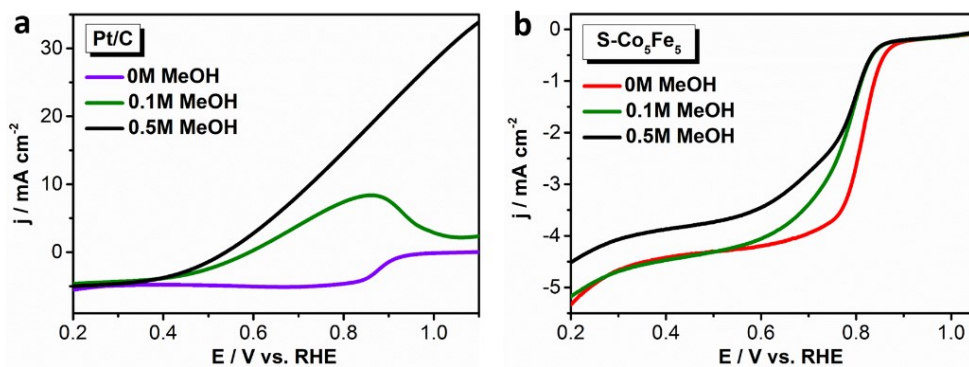 a
Pt/C
0M MeOH
0.1M MeOH
0.5M MeOH
j / mA cm⁻²
30
20
10
0
0.2 0.4 0.6 0.8 1.0
E / V vs. RHE
b
S-Co₅Fe₅
0M MeOH
0.1M MeOH
0.5M MeOH
j / mA cm⁻²
0
-1
-2
-3
-4
-5
0.2 0.4 0.6 0.8 1.0
E / V vs. RHE